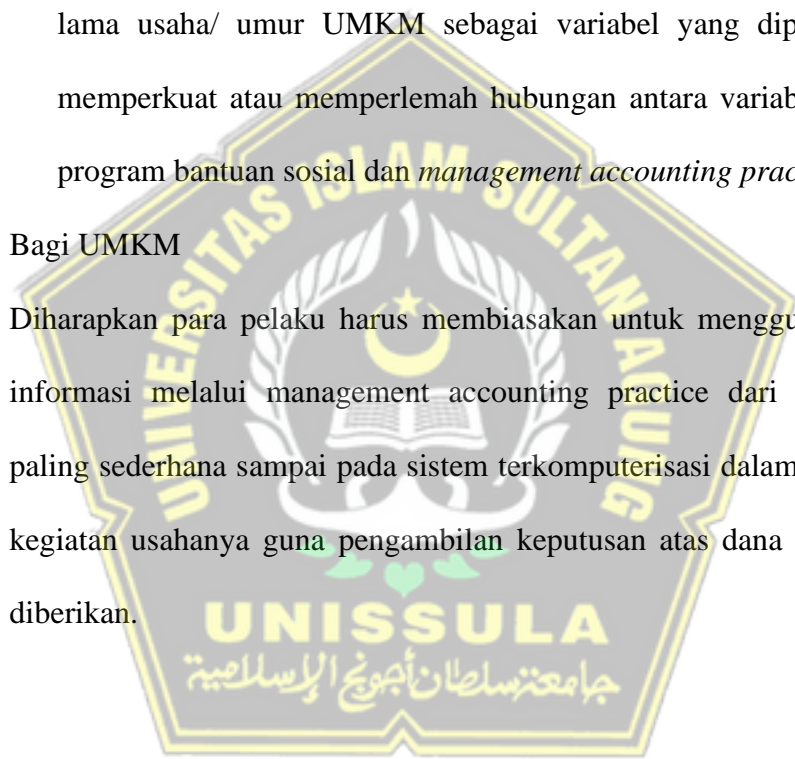 lama usaha/ umur UMKM sebagai variabel yang dip
memperkuat atau memperlemah hubungan antara variab
program bantuan sosial dan management accounting prac
Bagi UMKM
Diharapkan para pelaku harus membiasakan untuk menggu
informasi melalui management accounting practice dari
paling sederhana sampai pada sistem terkomputerisasi dalam
kegiatan usahanya guna pengambilan keputusan atas dana
diberikan.
UNIVERSITAS ISLAM SULTAN AGUNG
UNISSULA
جامعتنسلطان أجونج الإسلامية